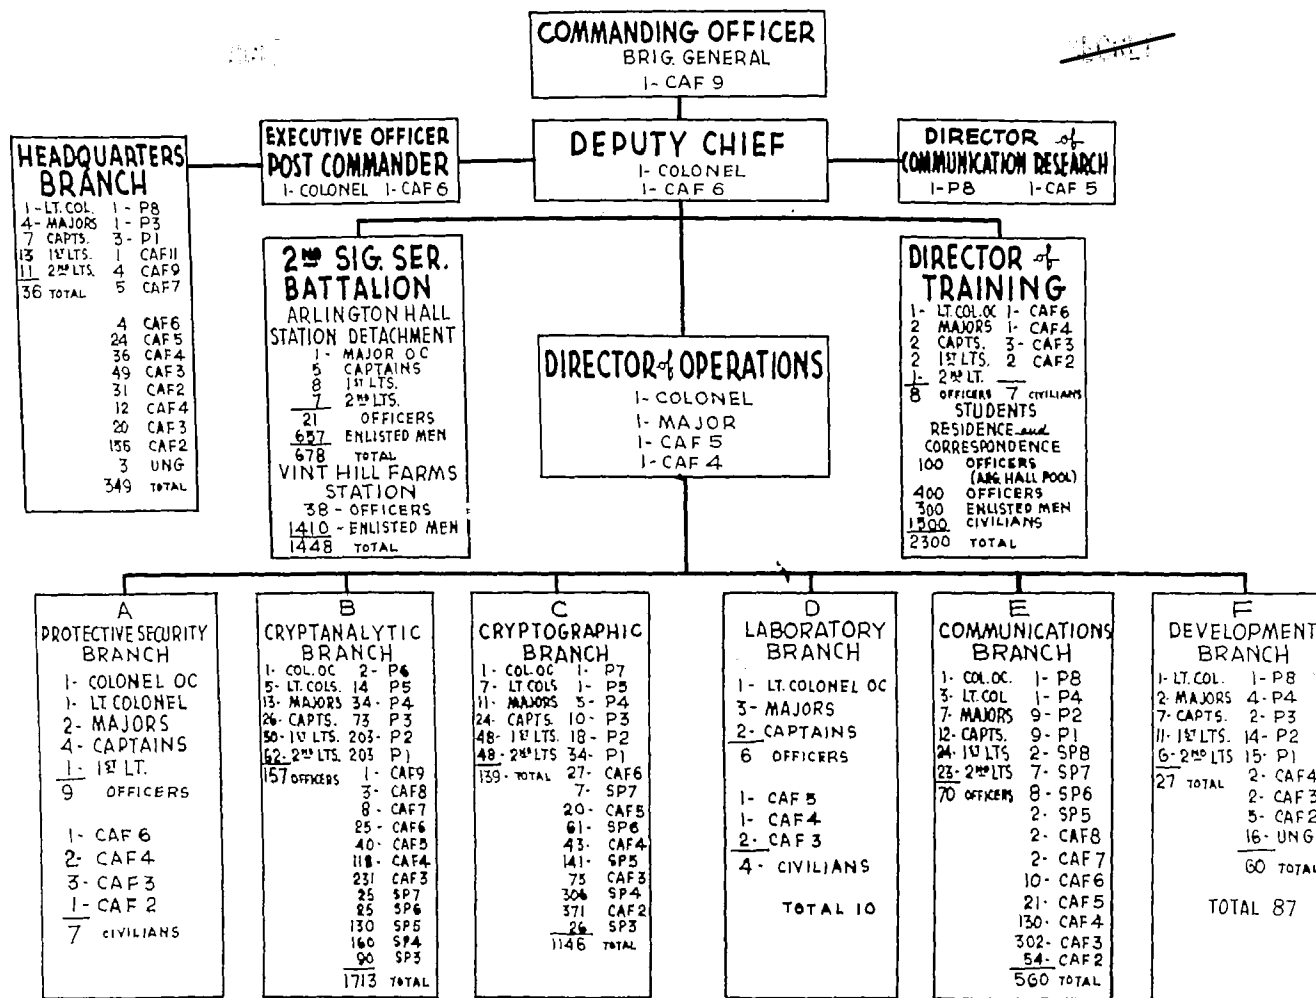 COMMANDING OFFICER
BRIG. GENERAL
1- CAF 9
HEADQUARTERS
BRANCH
1- LT. COL. 1- P8
4- MAJORS 1- P3
7 CAPTS. 3- P1
13 1ST LTS. 1 CAF11
11 2ND LTS. 4 CAF9
36 TOTAL 5 CAF7
4 CAF6
24 CAF5
36 CAF4
49 CAF3
31 CAF2
12 CAF4
20 CAF3
156 CAF2
3 UNG
349 TOTAL
EXECUTIVE OFFICER
POST COMMANDER
1- COLONEL 1- CAF 6
DEPUTY CHIEF
1- COLONEL
1- CAF 6
DIRECTOR of
COMMUNICATION RESEARCH
1- P8 1- CAF 5
2ND SIG. SER.
BATTALION
ARLINGTON HALL
STATION DETACHMENT
1- MAJOR OC
5 CAPTAINS
8 1ST LTS.
7 2ND LTS.
21 OFFICERS
657 ENLISTED MEN
678 TOTAL
VINT HILL FARMS
STATION
38 - OFFICERS
1410 - ENLISTED MEN
1448 TOTAL
DIRECTOR of OPERATIONS
1- COLONEL
1- MAJOR
1- CAF 5
1- CAF 4
DIRECTOR of
TRAINING
1- LT. COL. OC 1- CAF6
2 MAJORS 1- CAF4
2 CAPTS. 3- CAF3
2 1ST LTS. 2 CAF2
1- 2ND LT.
8 OFFICERS 7 CIVILIANS
STUDENTS
RESIDENCE and
CORRESPONDENCE
100 OFFICERS
(ARG. HALL POOL)
400 OFFICERS
300 ENLISTED MEN
1500 CIVILIANS
2300 TOTAL
A
PROTECTIVE SECURITY
BRANCH
1- COLONEL OC
1- LT. COLONEL
2- MAJORS
4- CAPTAINS
1- 1ST LT.
9 OFFICERS
1- CAF 6
2- CAF 4
3- CAF 3
1- CAF 2
7 CIVILIANS
B
CRYPTANALYTIC
BRANCH
1- COL. OC 2- P6
5- LT. COLS. 14 P5
13- MAJORS 34- P4
26- CAPTS. 73 P3
50- 1ST LTS. 203- P2
62- 2ND LTS. 203 P1
157 OFFICERS 1- CAF9
3- CAF8
8- CAF7
25- CAF6
40- CAF5
118- CAF4
231 CAF3
25 SP7
25 SP6
130 SP5
160 SP4
90 SP3
1713 TOTAL
C
CRYPTOGRAPHIC
BRANCH
1- COL. OC 1- P7
7- LT. COLS 1- P5
11- MAJORS 5- P4
24- CAPTS. 10- P3
48- 1ST LTS. 18- P2
48- 2ND LTS 34- P1
139- TOTAL 27- CAF6
7- SP7
20- CAF5
61- SP6
43- CAF4
141- SP5
73 CAF3
306 SP4
371 CAF2
26 SP3
1146 TOTAL
D
LABORATORY
BRANCH
1- LT. COLONEL OC
3- MAJORS
2- CAPTAINS
6 OFFICERS
1- CAF 5
1- CAF 4
2- CAF 3
4- CIVILIANS
TOTAL 10
E
COMMUNICATIONS
BRANCH
1- COL. OC. 1- P8
3- LT. COL 1- P4
7- MAJORS 9- P2
12- CAPTS. 9- P1
24- 1ST LTS 2- SP8
23- 2ND LTS 7- SP7
70 OFFICERS 8- SP6
2- SP5
2- CAF8
2- CAF7
10- CAF6
21- CAF5
130- CAF4
302- CAF3
54- CAF2
560 TOTAL
F
DEVELOPMENT
BRANCH
1- LT. COL. 1- P8
2- MAJORS 4- P4
7- CAPTS. 2- P3
11- 1ST LTS. 14- P2
6- 2ND LTS 15- P1
27 TOTAL 2- CAF4
2- CAF3
5- CAF2
16- UNG
60 TOTAL
TOTAL 87